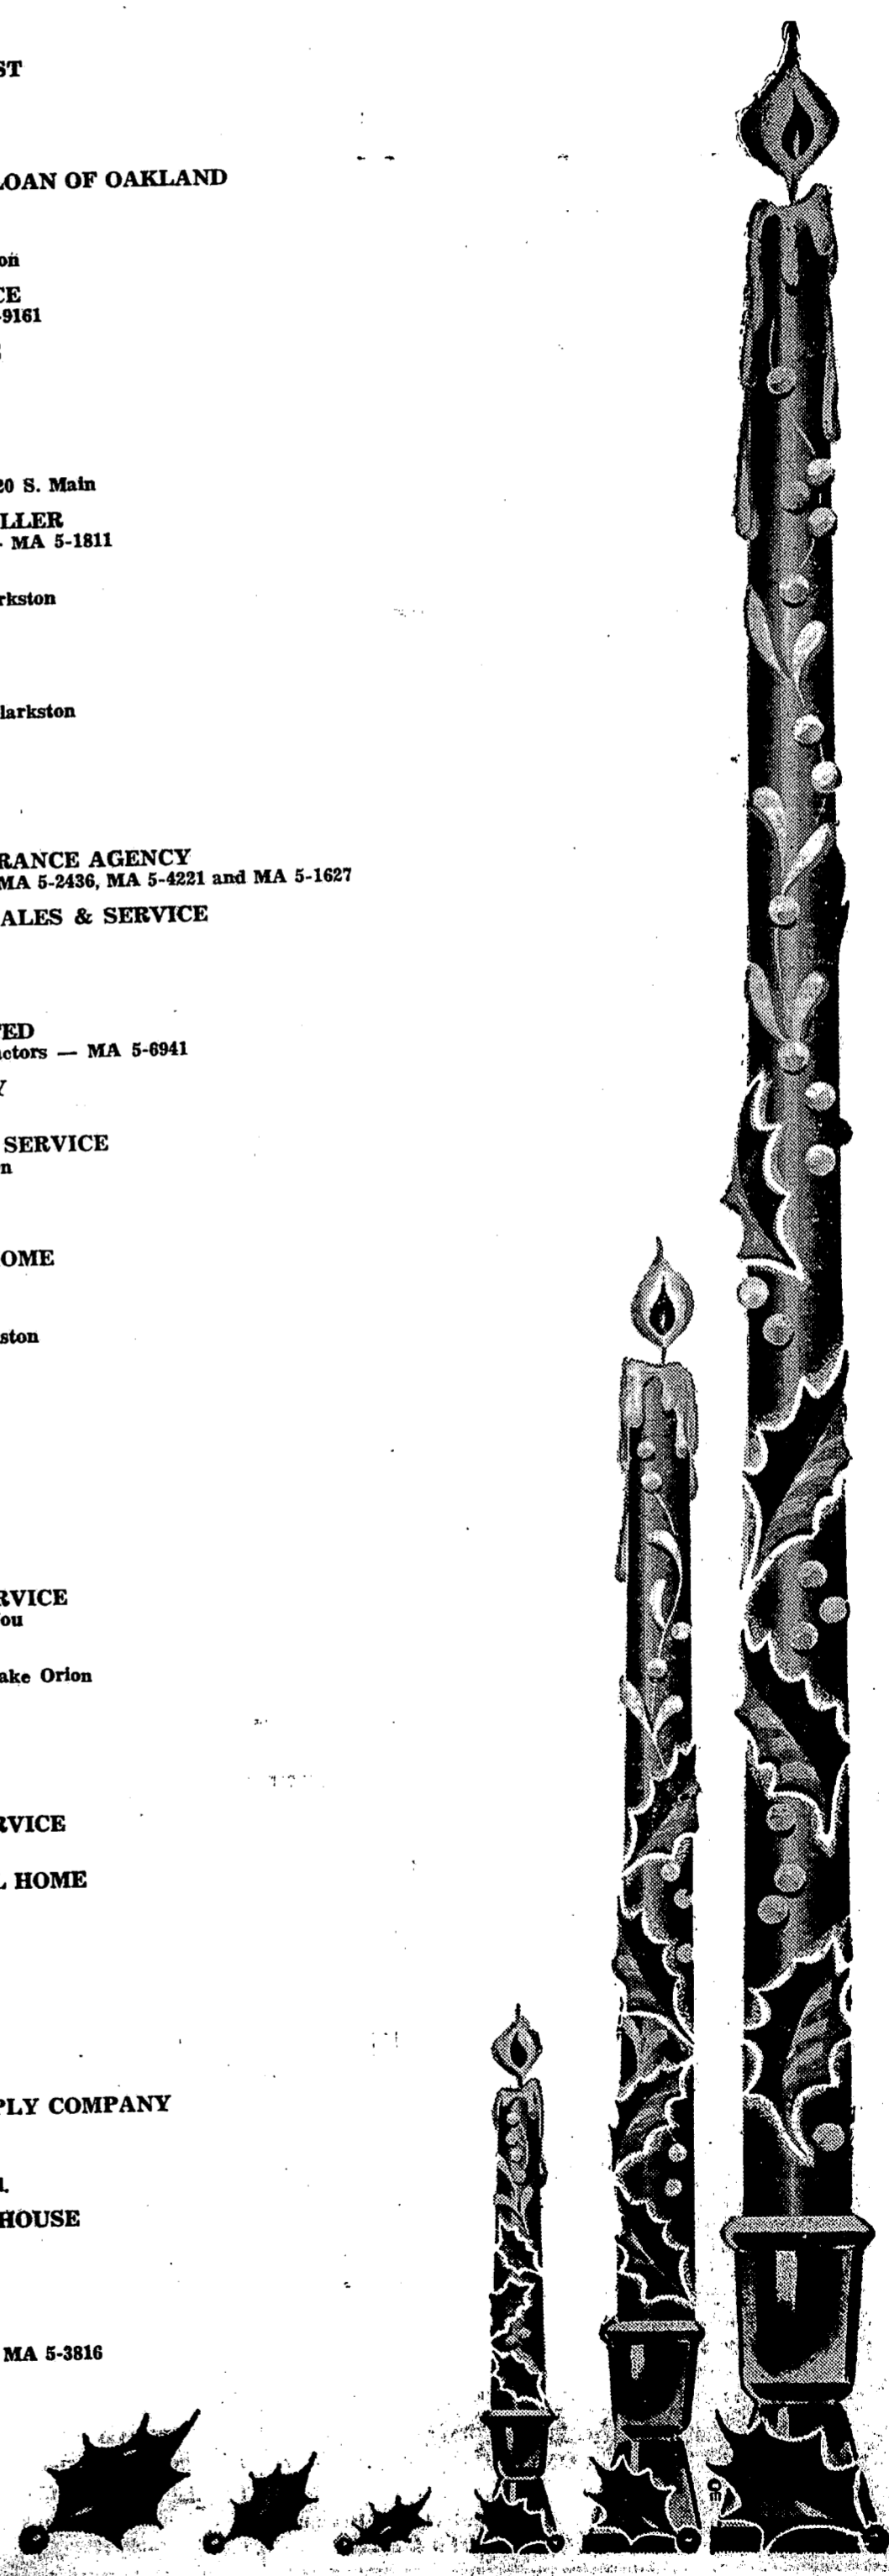 ST
LOAN OF OAKLAND
on
CE
-9161
20 S. Main
LLER
- MA 5-1811
rkston
larkston
RANCE AGENCY
MA 5-2436, MA 5-4221 and MA 5-1627
ALES & SERVICE
TED
actors — MA 5-6941
Y
SERVICE
n
OME
ston
RVICE
ou
ake Orion
RVICE
L HOME
PLY COMPANY
d.
HOUSE
MA 5-3816